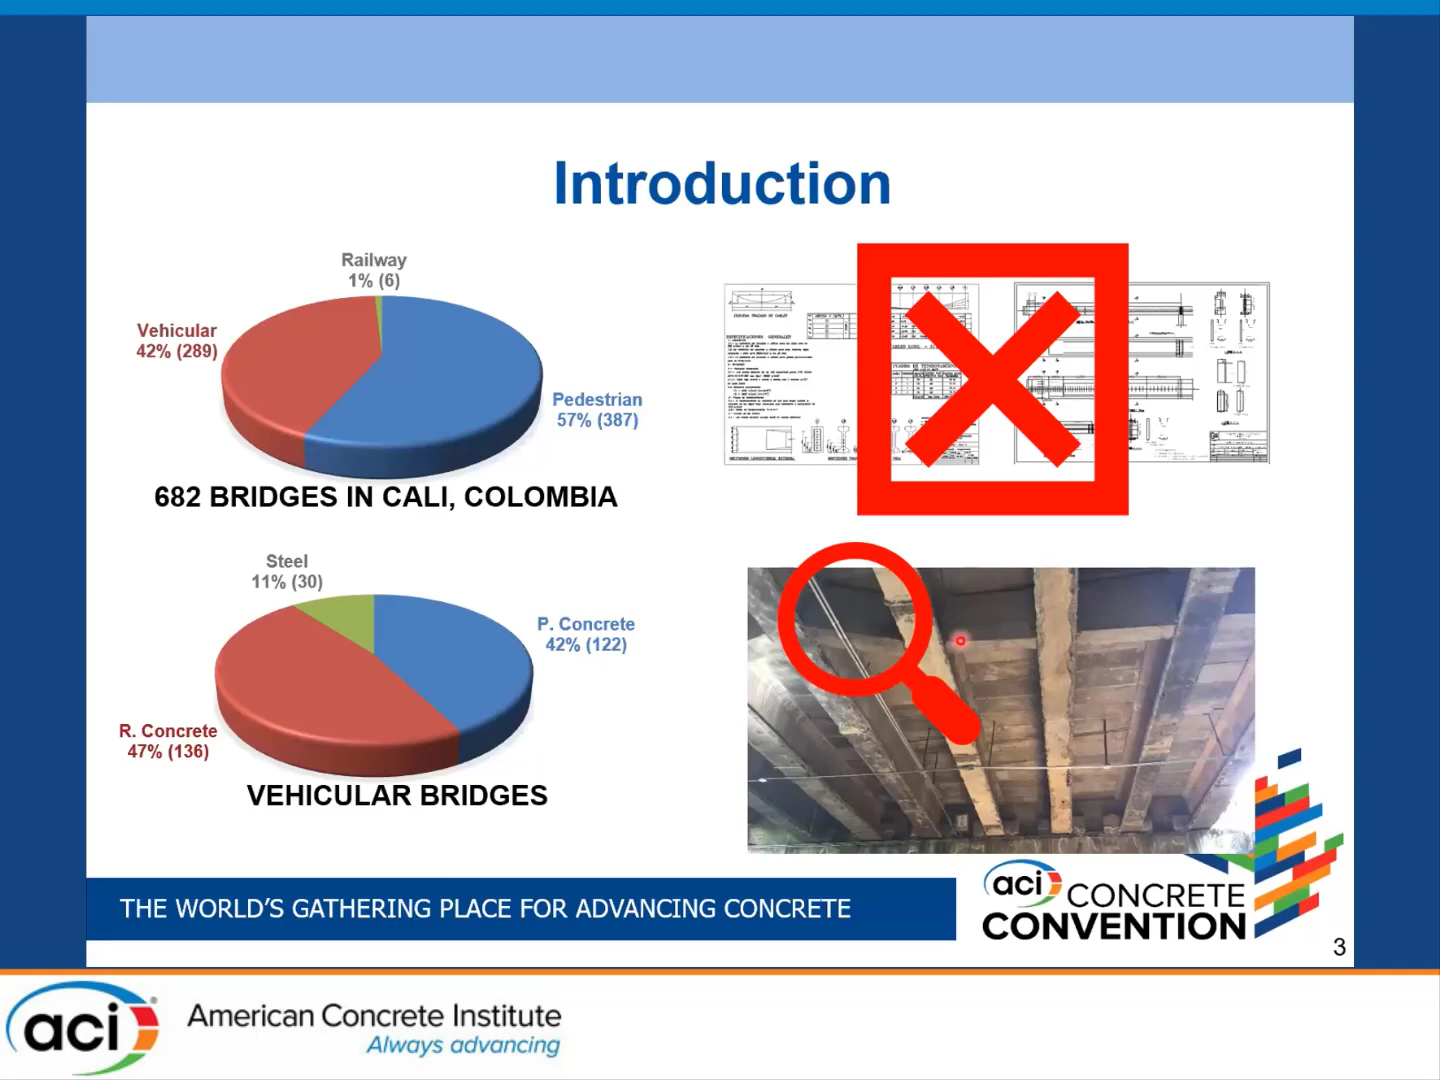 Introduction
Railway
1% (6)
Vehicular
42% (289)
Pedestrian
57% (387)
682 BRIDGES IN CALI, COLOMBIA
Steel
11% (30)
P. Concrete
42% (122)
R. Concrete
47% (136)
VEHICULAR BRIDGES
ESPECIFICACIONES GENERALES
THE WORLD'S GATHERING PLACE FOR ADVANCING CONCRETE
aci CONCRETE
CONVENTION
3
aci
American Concrete Institute
Always advancing